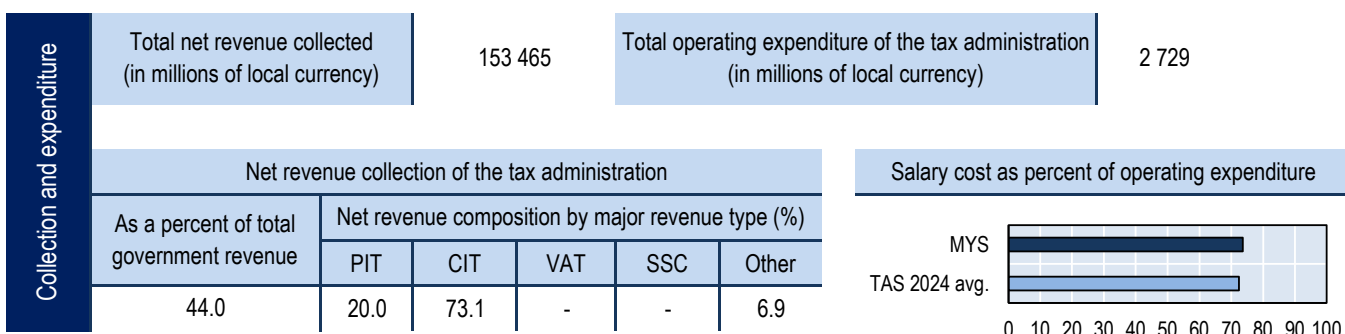 Collection and expenditure
Total net revenue collected
(in millions of local currency)
153 465
Total operating expenditure of the tax administration
(in millions of local currency)
2 729
Net revenue collection of the tax administration
As a percent of total
government revenue
Net revenue composition by major revenue type (%)
PIT CIT VAT SSC Other
44.0 20.0 73.1 - - 6.9
Salary cost as percent of operating expenditure
MYS
TAS 2024 avg.
0 10 20 30 40 50 60 70 80 90 100